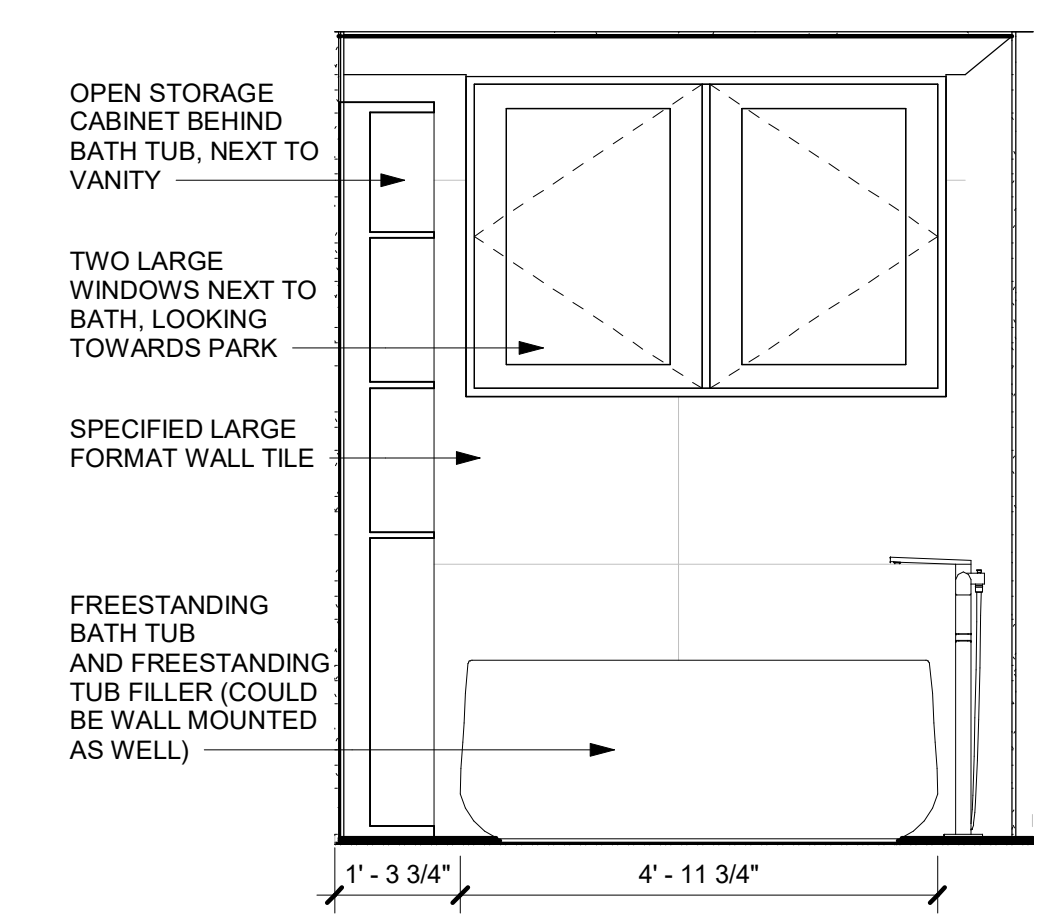 OPEN STORAGE
CABINET BEHIND
BATH TUB, NEXT TO
VANITY
TWO LARGE
WINDOWS NEXT TO
BATH, LOOKING
TOWARDS PARK
SPECIFIED LARGE
FORMAT WALL TILE
FREESTANDING
BATH TUB
AND FREESTANDING
TUB FILLER (COULD
BE WALL MOUNTED
AS WELL)
1' - 3 3/4"
4' - 11 3/4"